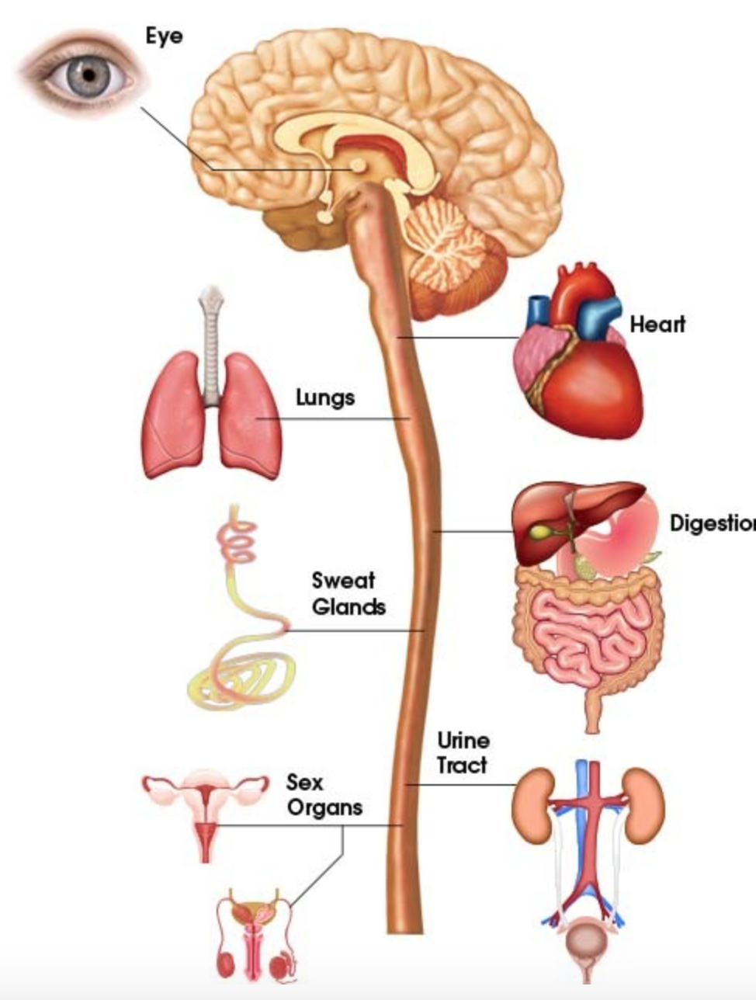 Eye
Heart
Lungs
Digestion
Sweat
Glands
Urine
Tract
Sex
Organs